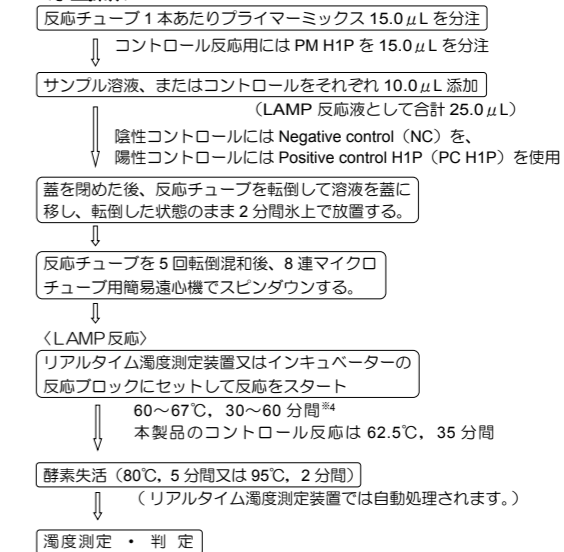 反応チューブ1本あたりプライマーミックス 15.0μL を分注
コントロール反応用には PM H1P を 15.0μL を分注
サンプル溶液、またはコントロールをそれぞれ 10.0μL 添加
（LAMP 反応液として合計 25.0μL）
陰性コントロールには Negative control（NC）を、
陽性コントロールには Positive control H1P（PC H1P）を使用
蓋を閉めた後、反応チューブを転倒して溶液を蓋に
移し、転倒した状態のまま2分間氷上で放置する。
反応チューブを5回転倒混和後、8連マイクロ
チューブ用簡易遠心機でスピンダウンする。
〈LAMP反応〉
リアルタイム濁度測定装置又はインキュベーターの
反応ブロックにセットして反応をスタート
60～67℃，30～60 分間※4
本製品のコントロール反応は 62.5℃，35 分間
酵素失活（80℃，5 分間又は 95℃，2 分間）
（リアルタイム濁度測定装置では自動処理されます。）
濁度測定 ・ 判 定